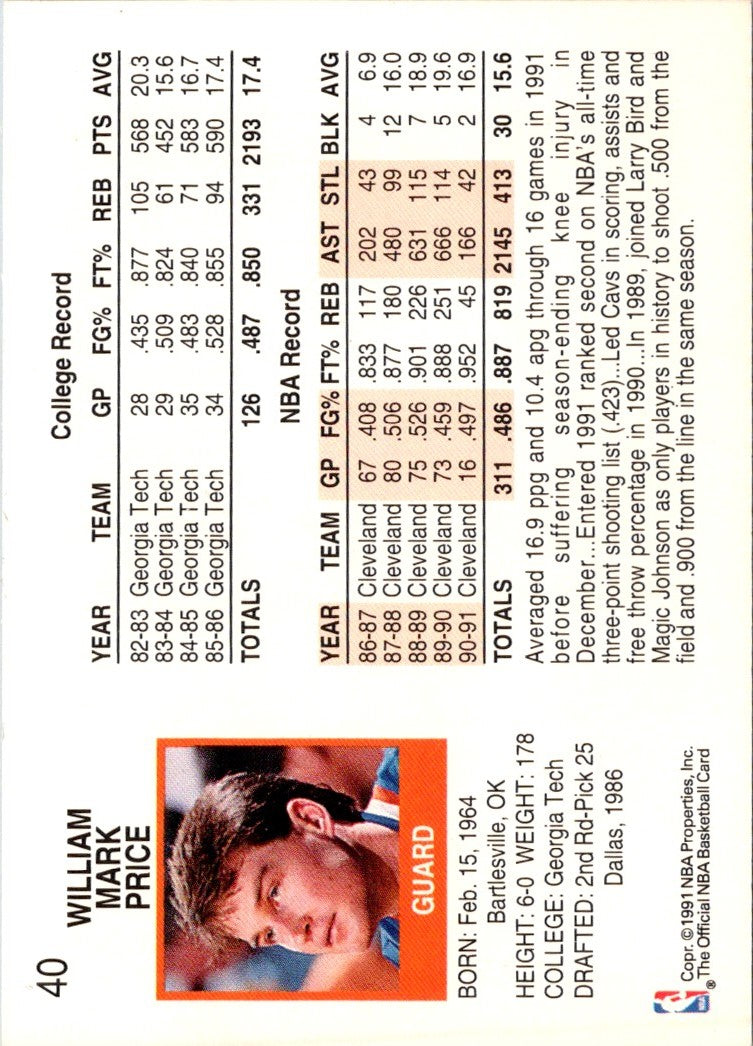 40
WILLIAM
MARK
PRICE
GUARD
BORN: Feb. 15, 1964
Bartlesville, OK
HEIGHT: 6-0 WEIGHT: 178
COLLEGE: Georgia Tech
DRAFTED: 2nd Rd-Pick 25
Dallas, 1986
NBA
®
Copr. ©1991 NBA Properties, Inc.
The Official NBA Basketball Card
College Record
YEAR TEAM GP FG% FT% REB PTS AVG
82-83 Georgia Tech 28 .435 .877 105 568 20.3
83-84 Georgia Tech 29 .509 .824 61 452 15.6
84-85 Georgia Tech 35 .483 .840 71 583 16.7
85-86 Georgia Tech 34 .528 .855 94 590 17.4
TOTALS 126 .487 .850 331 2193 17.4
NBA Record
YEAR TEAM GP FG% FT% REB AST STL BLK AVG
86-87 Cleveland 67 .408 .833 117 202 43 4 6.9
87-88 Cleveland 80 .506 .877 180 480 99 12 16.0
88-89 Cleveland 75 .526 .901 226 631 115 7 18.9
89-90 Cleveland 73 .459 .888 251 666 114 5 19.6
90-91 Cleveland 16 .497 .952 45 166 42 2 16.9
TOTALS 311 .486 .887 819 2145 413 30 15.6
Averaged 16.9 ppg and 10.4 apg through 16 games in 1991
before suffering season-ending knee injury in
December...Entered 1991 ranked second on NBA's all-time
three-point shooting list (.423)...Led Cavs in scoring, assists and
free throw percentage in 1990...In 1989, joined Larry Bird and
Magic Johnson as only players in history to shoot .500 from the
field and .900 from the line in the same season.